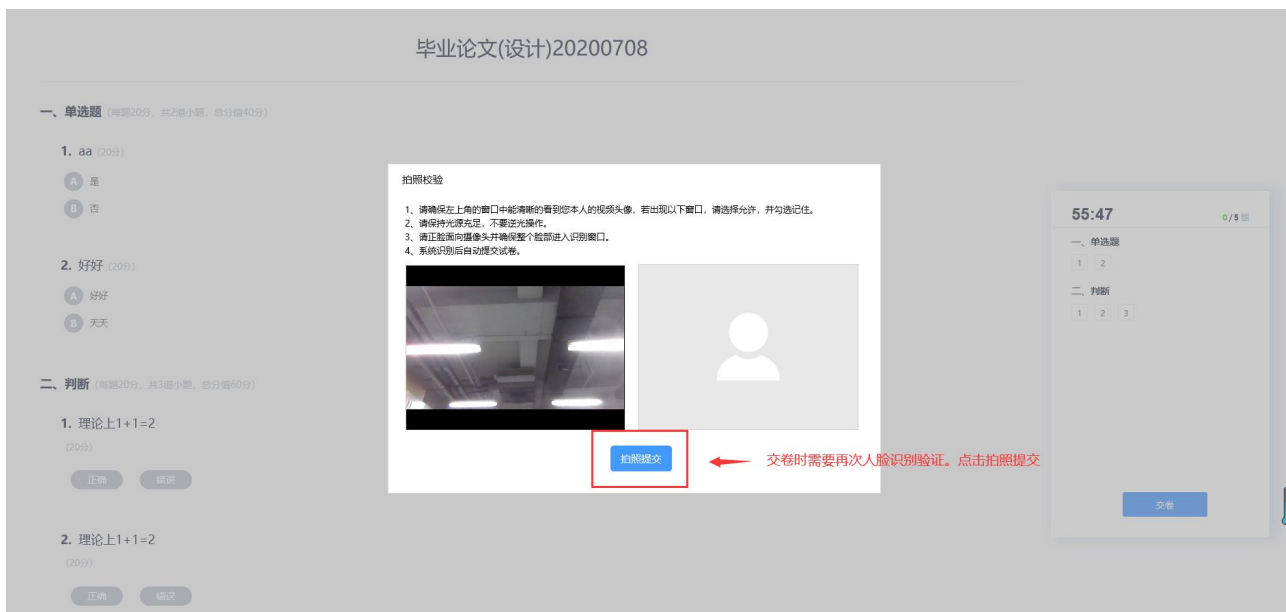 毕业论文(设计)20200708
一、单选题 (每题20分，共2道小题，总分值40分)
1. aa (20分)
A 是
B 否
2. 好好 (20分)
A 好好
B 天天
二、判断 (每题20分，共3道小题，总分值60分)
1. 理论上1+1=2
(20分)
正确 错误
2. 理论上1+1=2
(20分)
正确 错误
拍照校验
1、请确保左上角的窗口中能清晰的看到您本人的视频头像，若出现以下窗口，请选择允许，并勾选记住。
2、请保持光源充足，不要逆光操作。
3、请正脸面向摄像头并确保整个脸部进入识别窗口。
4、系统识别后自动提交试卷。
拍照提交
交卷时需要再次人脸识别验证。点击拍照提交
55:47 0/5
一、单选题
1 2
二、判断
1 2 3
交卷